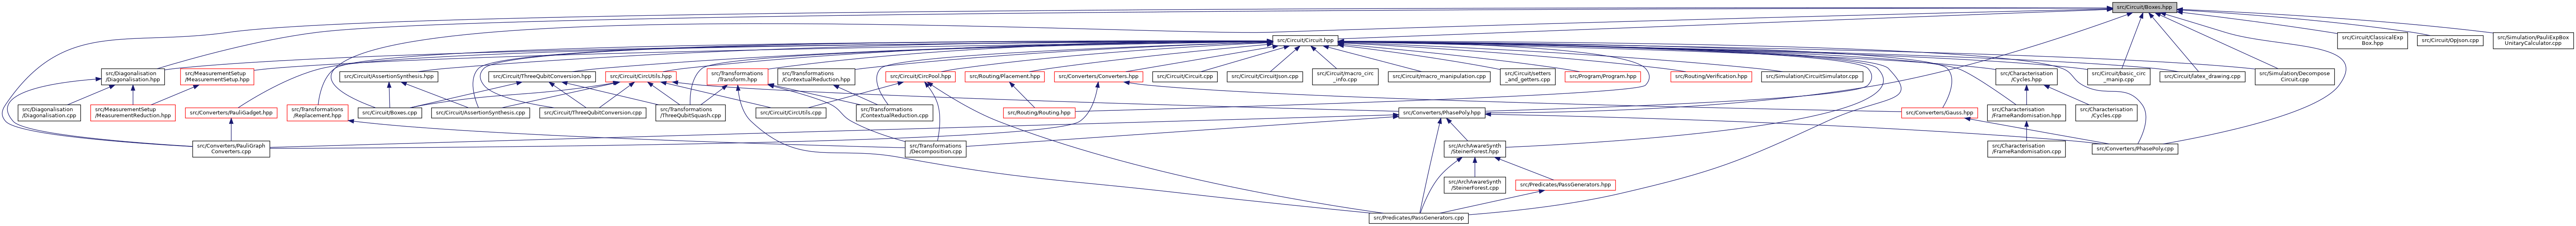 src/Circuit/Boxes.hpp
src/Circuit/Circuit.hpp
src/Circuit/ClassicalExp
Box.hpp
src/Circuit/OpJson.cpp
src/Simulation/PauliExpBox
UnitaryCalculator.cpp
src/Diagonalisation
/Diagonalisation.hpp
src/MeasurementSetup
/MeasurementSetup.hpp
src/Circuit/AssertionSynthesis.hpp
src/Circuit/ThreeQubitConversion.hpp
src/Circuit/CircUtils.hpp
src/Transformations
/Transform.hpp
src/Transformations
/ContextualReduction.hpp
src/Circuit/CircPool.hpp
src/Routing/Placement.hpp
src/Converters/Converters.hpp
src/Circuit/Circuit.cpp
src/Circuit/CircuitJson.cpp
src/Circuit/macro_circ
_info.cpp
src/Circuit/macro_manipulation.cpp
src/Circuit/setters
_and_getters.cpp
src/Program/Program.hpp
src/Routing/Verification.hpp
src/Simulation/CircuitSimulator.cpp
src/Characterisation
/Cycles.hpp
src/Circuit/basic_circ
_manip.cpp
src/Circuit/latex_drawing.cpp
src/Simulation/Decompose
Circuit.cpp
src/Diagonalisation
/Diagonalisation.cpp
src/MeasurementSetup
/MeasurementReduction.hpp
src/Converters/PauliGadget.hpp
src/Transformations
/Replacement.hpp
src/Circuit/Boxes.cpp
src/Circuit/AssertionSynthesis.cpp
src/Circuit/ThreeQubitConversion.cpp
src/Transformations
/ThreeQubitSquash.cpp
src/Circuit/CircUtils.cpp
src/Transformations
/ContextualReduction.cpp
src/Routing/Routing.hpp
src/Converters/PhasePoly.hpp
src/Converters/Gauss.hpp
src/Characterisation
/FrameRandomisation.hpp
src/Characterisation
/Cycles.cpp
src/Converters/PauliGraph
Converters.cpp
src/Transformations
/Decomposition.cpp
src/ArchAwareSynth
/SteinerForest.hpp
src/Characterisation
/FrameRandomisation.cpp
src/Converters/PhasePoly.cpp
src/ArchAwareSynth
/SteinerForest.cpp
src/Predicates/PassGenerators.hpp
src/Predicates/PassGenerators.cpp